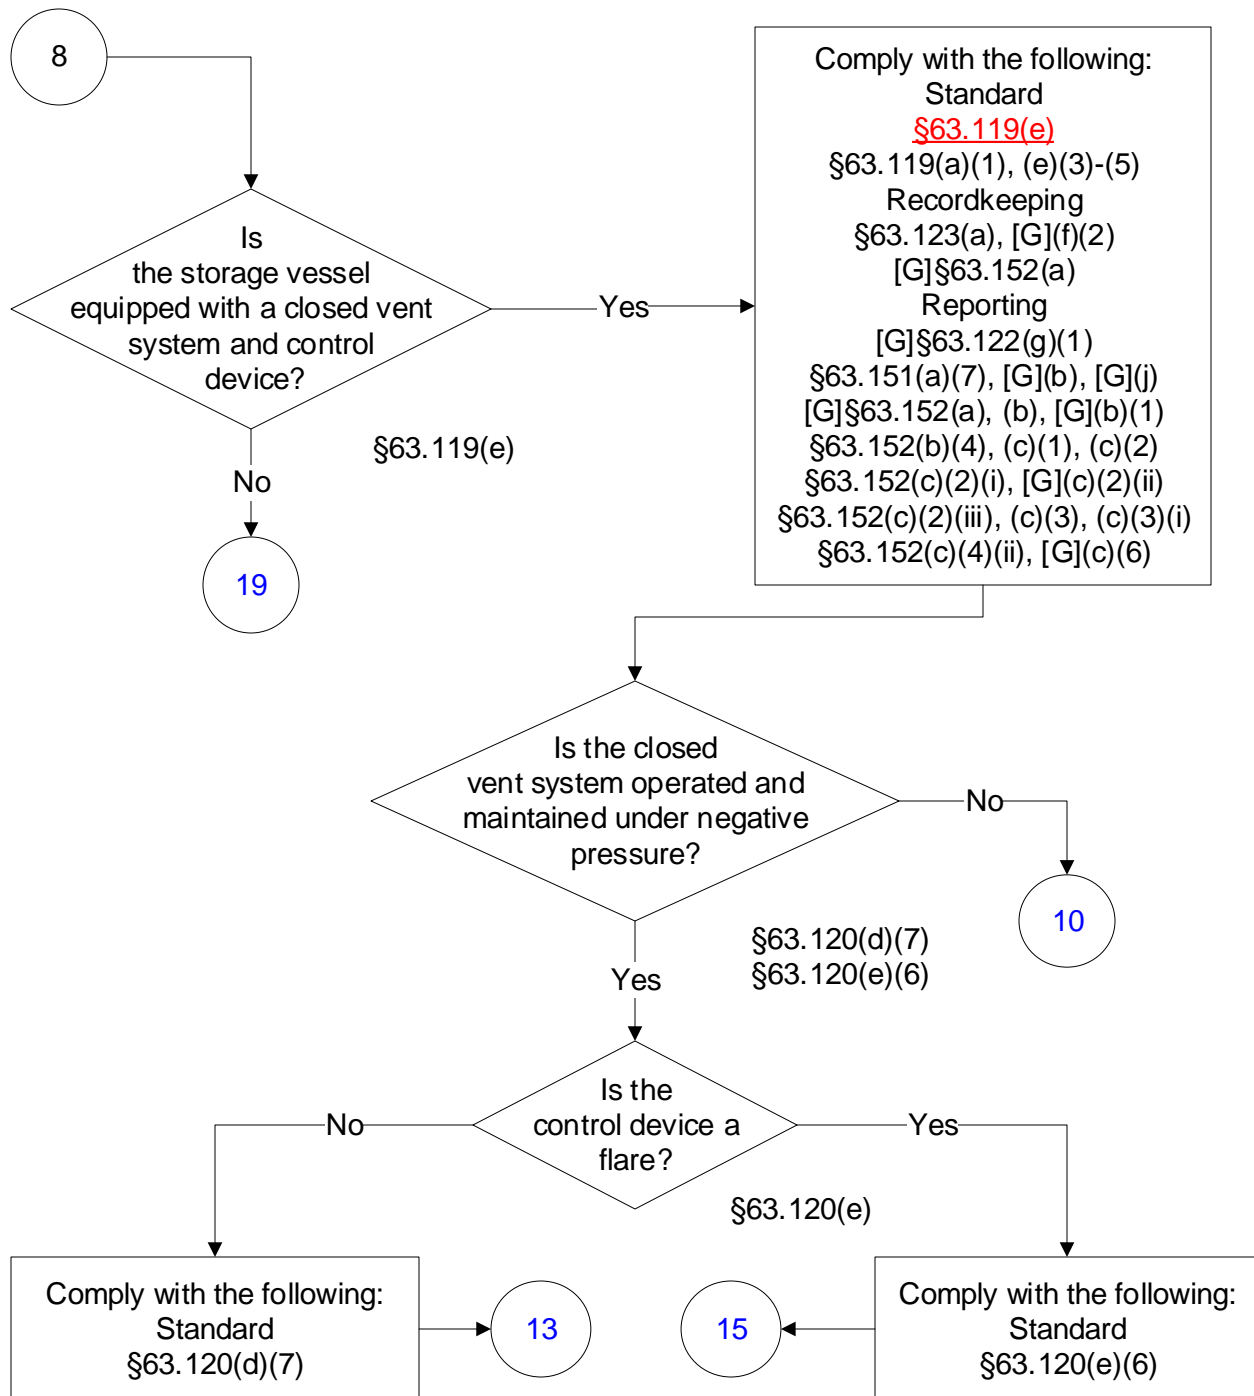 8
Is
the storage vessel
equipped with a closed vent
system and control
device?
Yes
§63.119(e)
No
19
Comply with the following:
Standard
§63.119(e)
§63.119(a)(1), (e)(3)-(5)
Recordkeeping
§63.123(a), [G](f)(2)
[G]§63.152(a)
Reporting
[G]§63.122(g)(1)
§63.151(a)(7), [G](b), [G](j)
[G]§63.152(a), (b), [G](b)(1)
§63.152(b)(4), (c)(1), (c)(2)
§63.152(c)(2)(i), [G](c)(2)(ii)
§63.152(c)(2)(iii), (c)(3), (c)(3)(i)
§63.152(c)(4)(ii), [G](c)(6)
Is the closed
vent system operated and
maintained under negative
pressure?
No
10
§63.120(d)(7)
§63.120(e)(6)
Yes
Is the
control device a
flare?
No
Yes
§63.120(e)
Comply with the following:
Standard
§63.120(d)(7)
13
15
Comply with the following:
Standard
§63.120(e)(6)